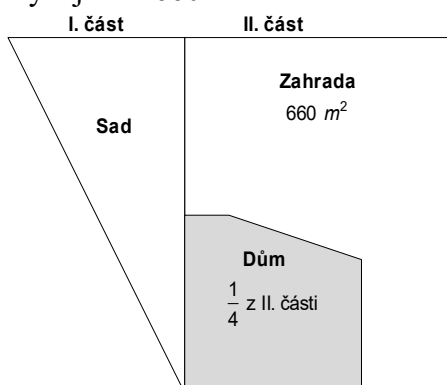 I. část II. část
Zahrada
660 m²
Sad
Dům
1/4 z II. části